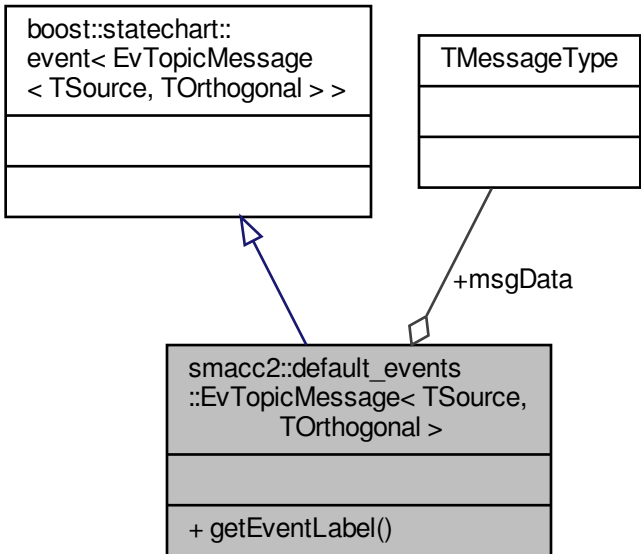 boost::statechart::
event< EvTopicMessage
< TSource, TOrthogonal > >
TMessageType
+msgData
smacc2::default_events
::EvTopicMessage< TSource,
TOrthogonal >
+ getEventLabel()